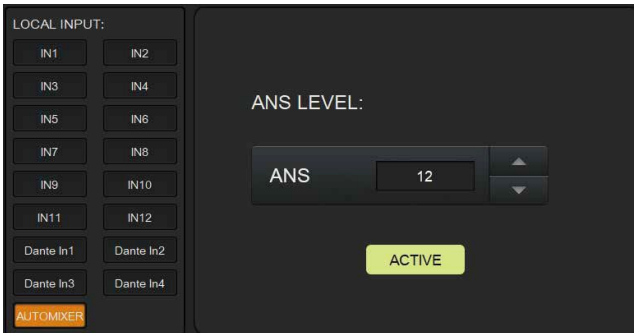 LOCAL INPUT:
IN1 IN2
IN3 IN4
IN5 IN6
IN7 IN8
IN9 IN10
IN11 IN12
Dante In1 Dante In2
Dante In3 Dante In4
AUTOMIXER
ANS LEVEL:
ANS 12
ACTIVE